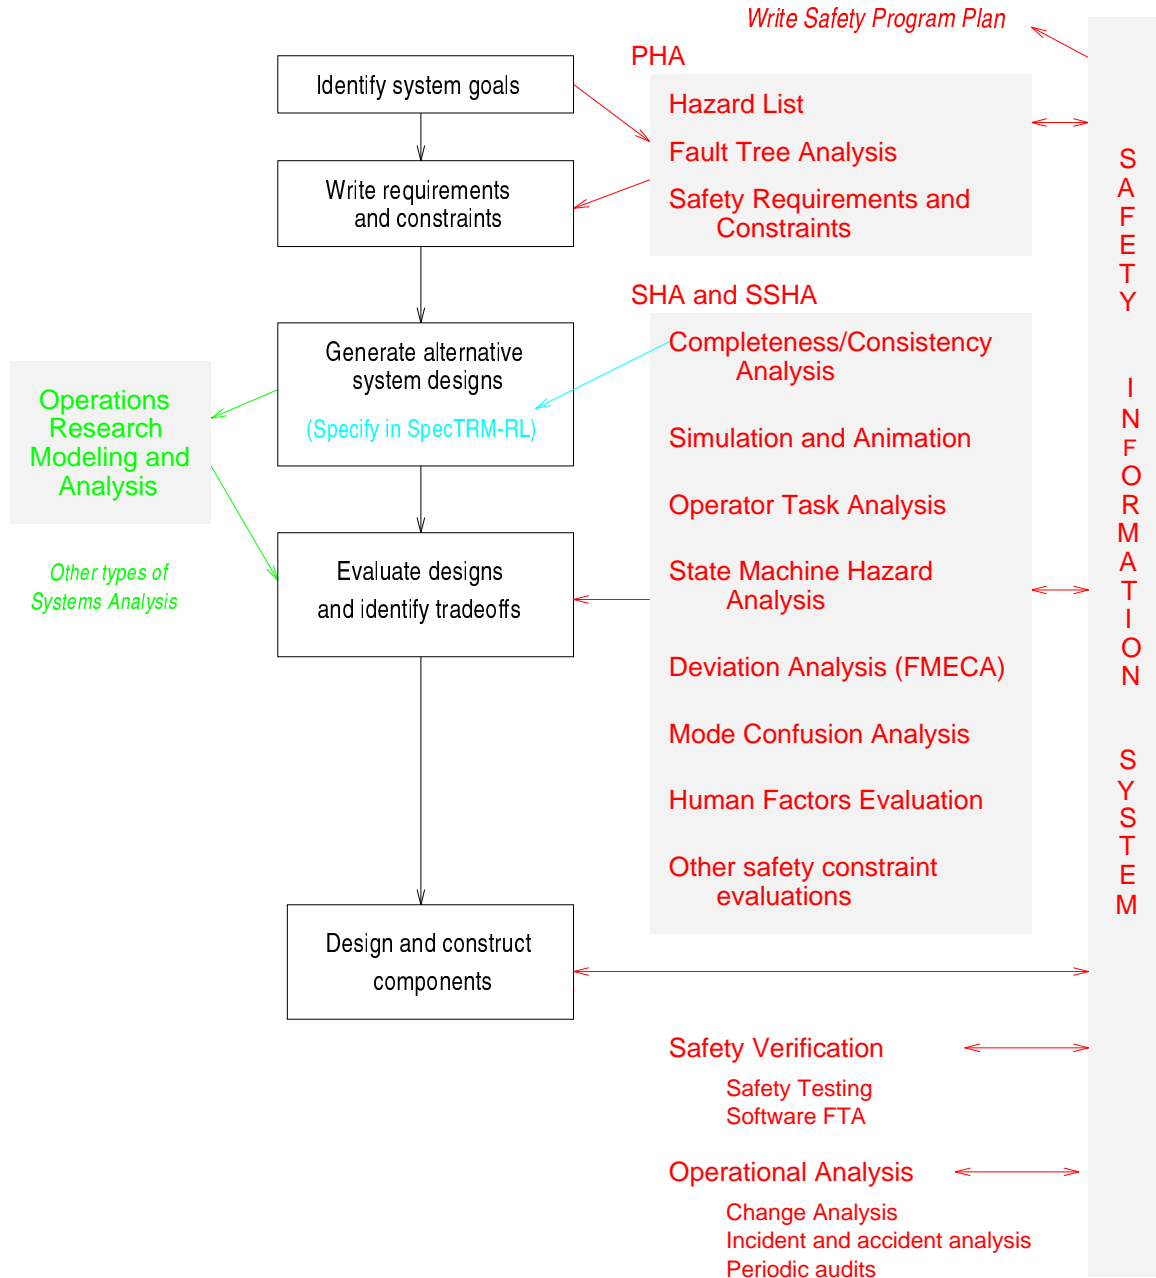 Write Safety Program Plan
PHA
Identify system goals
Hazard List
Fault Tree Analysis
Safety Requirements and
Constraints
Write requirements
and constraints
SHA and SSHA
Generate alternative
system designs
(Specify in SpecTRM-RL)
Completeness/Consistency
Analysis
Simulation and Animation
Operator Task Analysis
State Machine Hazard
Analysis
Deviation Analysis (FMECA)
Mode Confusion Analysis
Human Factors Evaluation
Other safety constraint
evaluations
Operations
Research
Modeling and
Analysis
Other types of
Systems Analysis
Evaluate designs
and identify tradeoffs
Design and construct
components
Safety Verification
Safety Testing
Software FTA
Operational Analysis
Change Analysis
Incident and accident analysis
Periodic audits
SAFETY
INFORMATION
SYSTEM